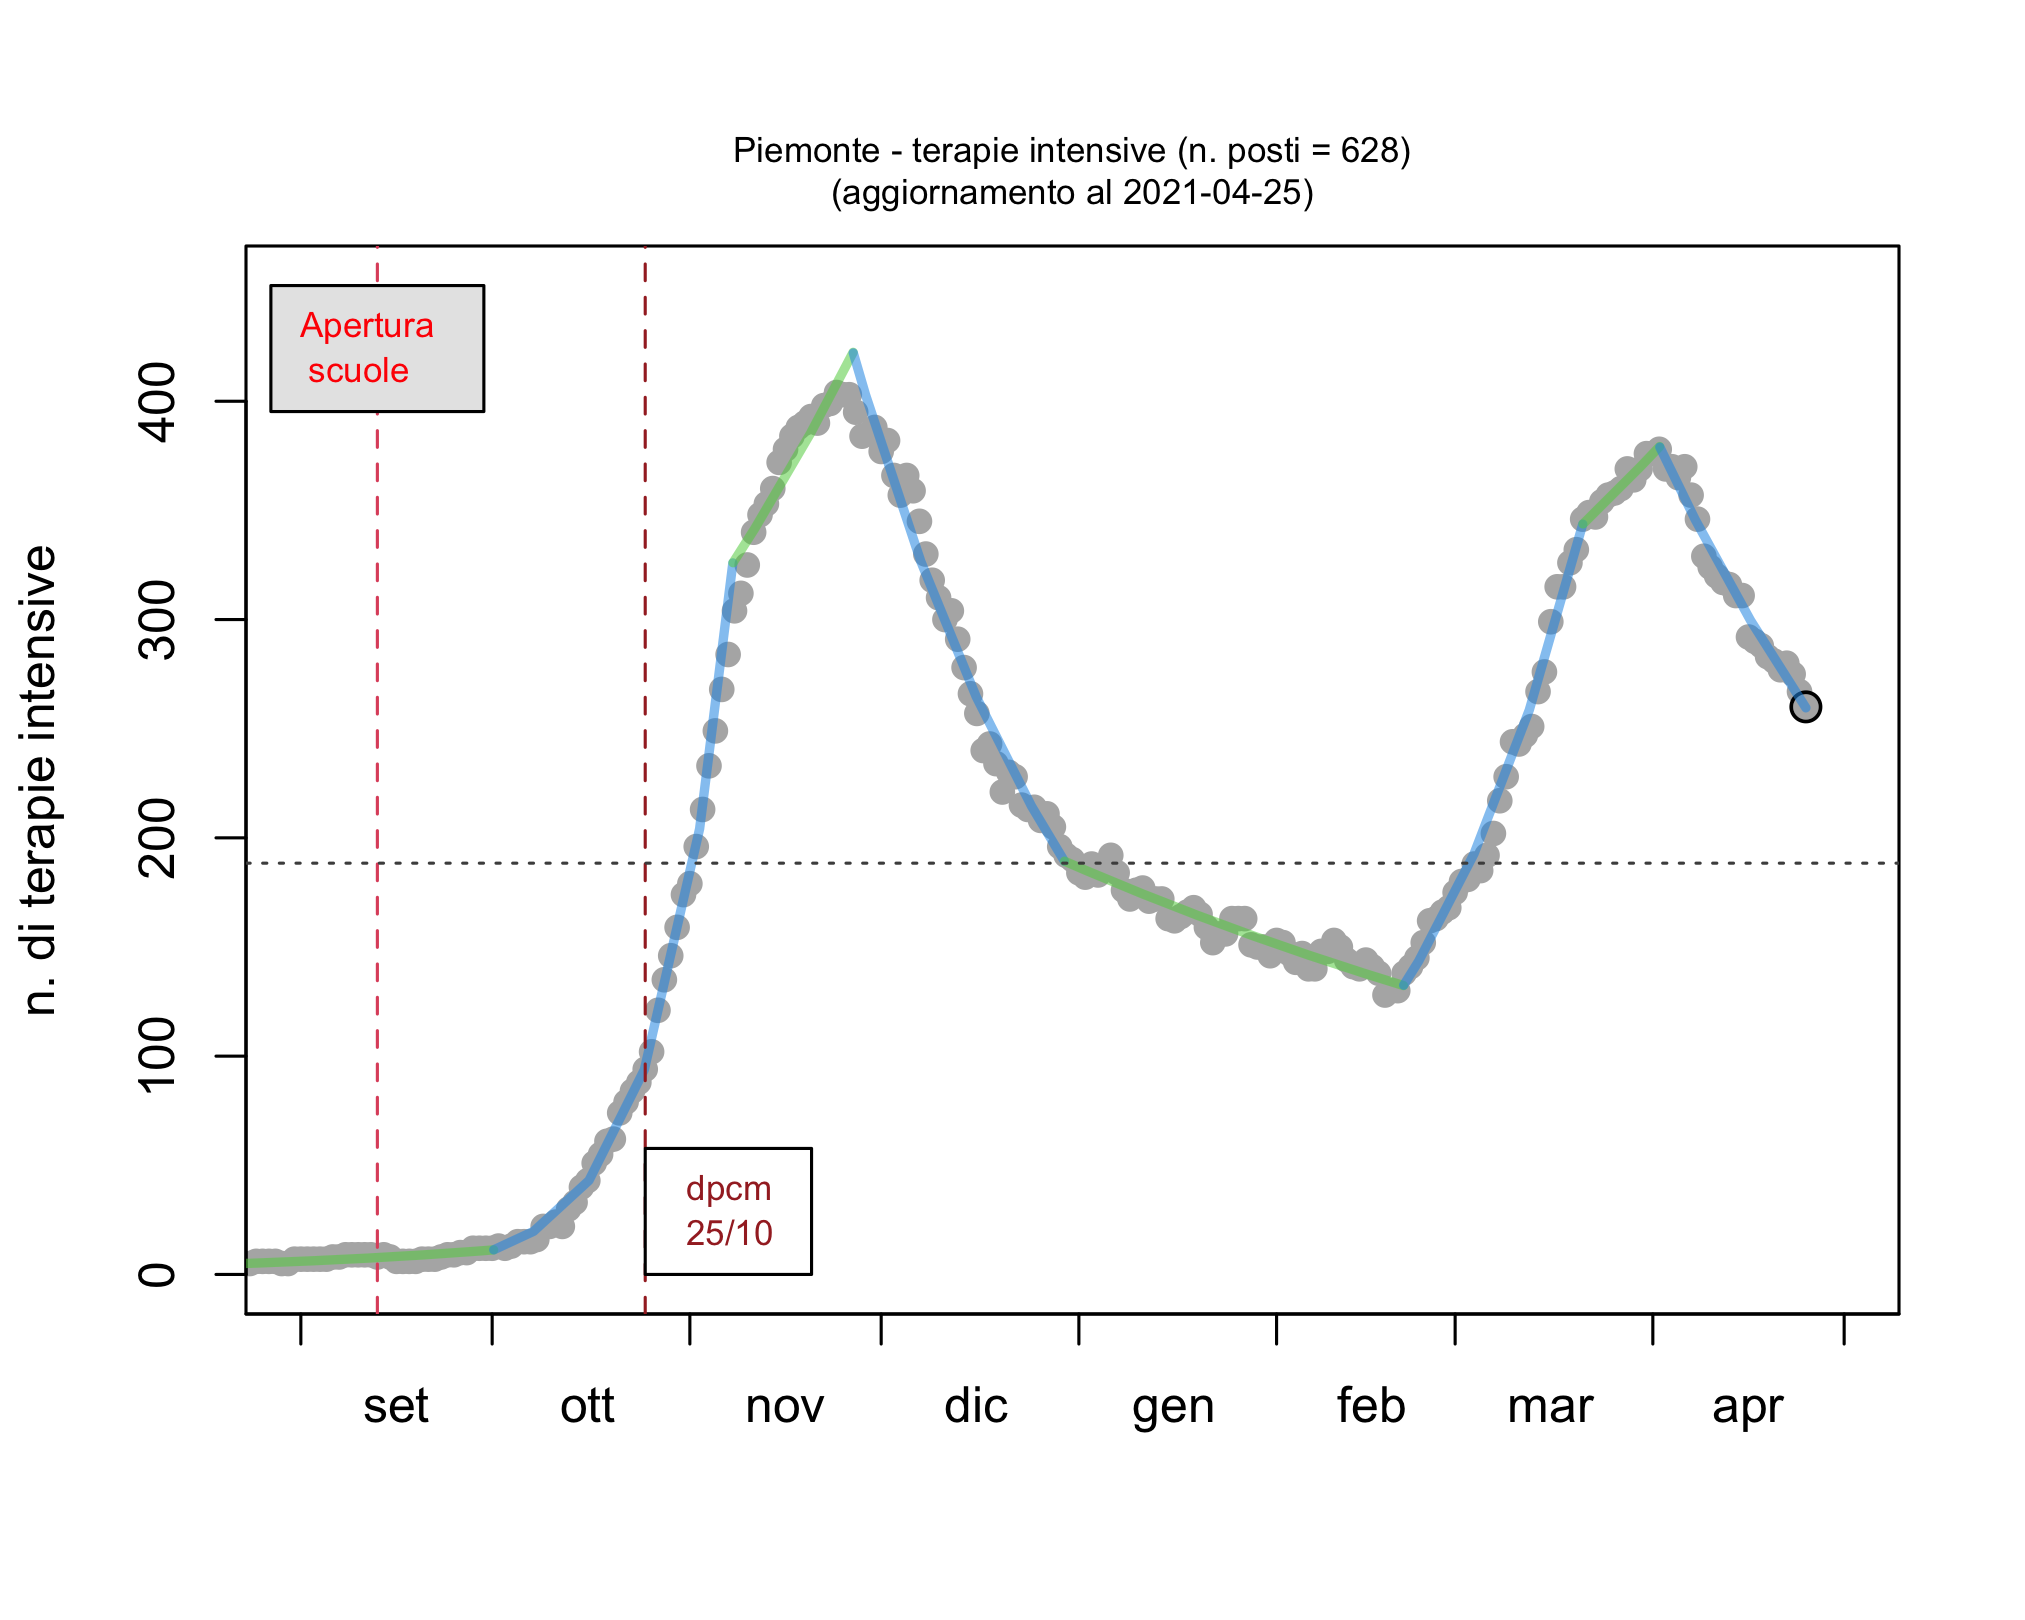 Piemonte - terapie intensive (n. posti = 628)
(aggiornamento al 2021-04-25)
Apertura
scuole
n. di terapie intensive
400
300
200
100
0
dpcm
25/10
set ott nov dic gen feb mar apr